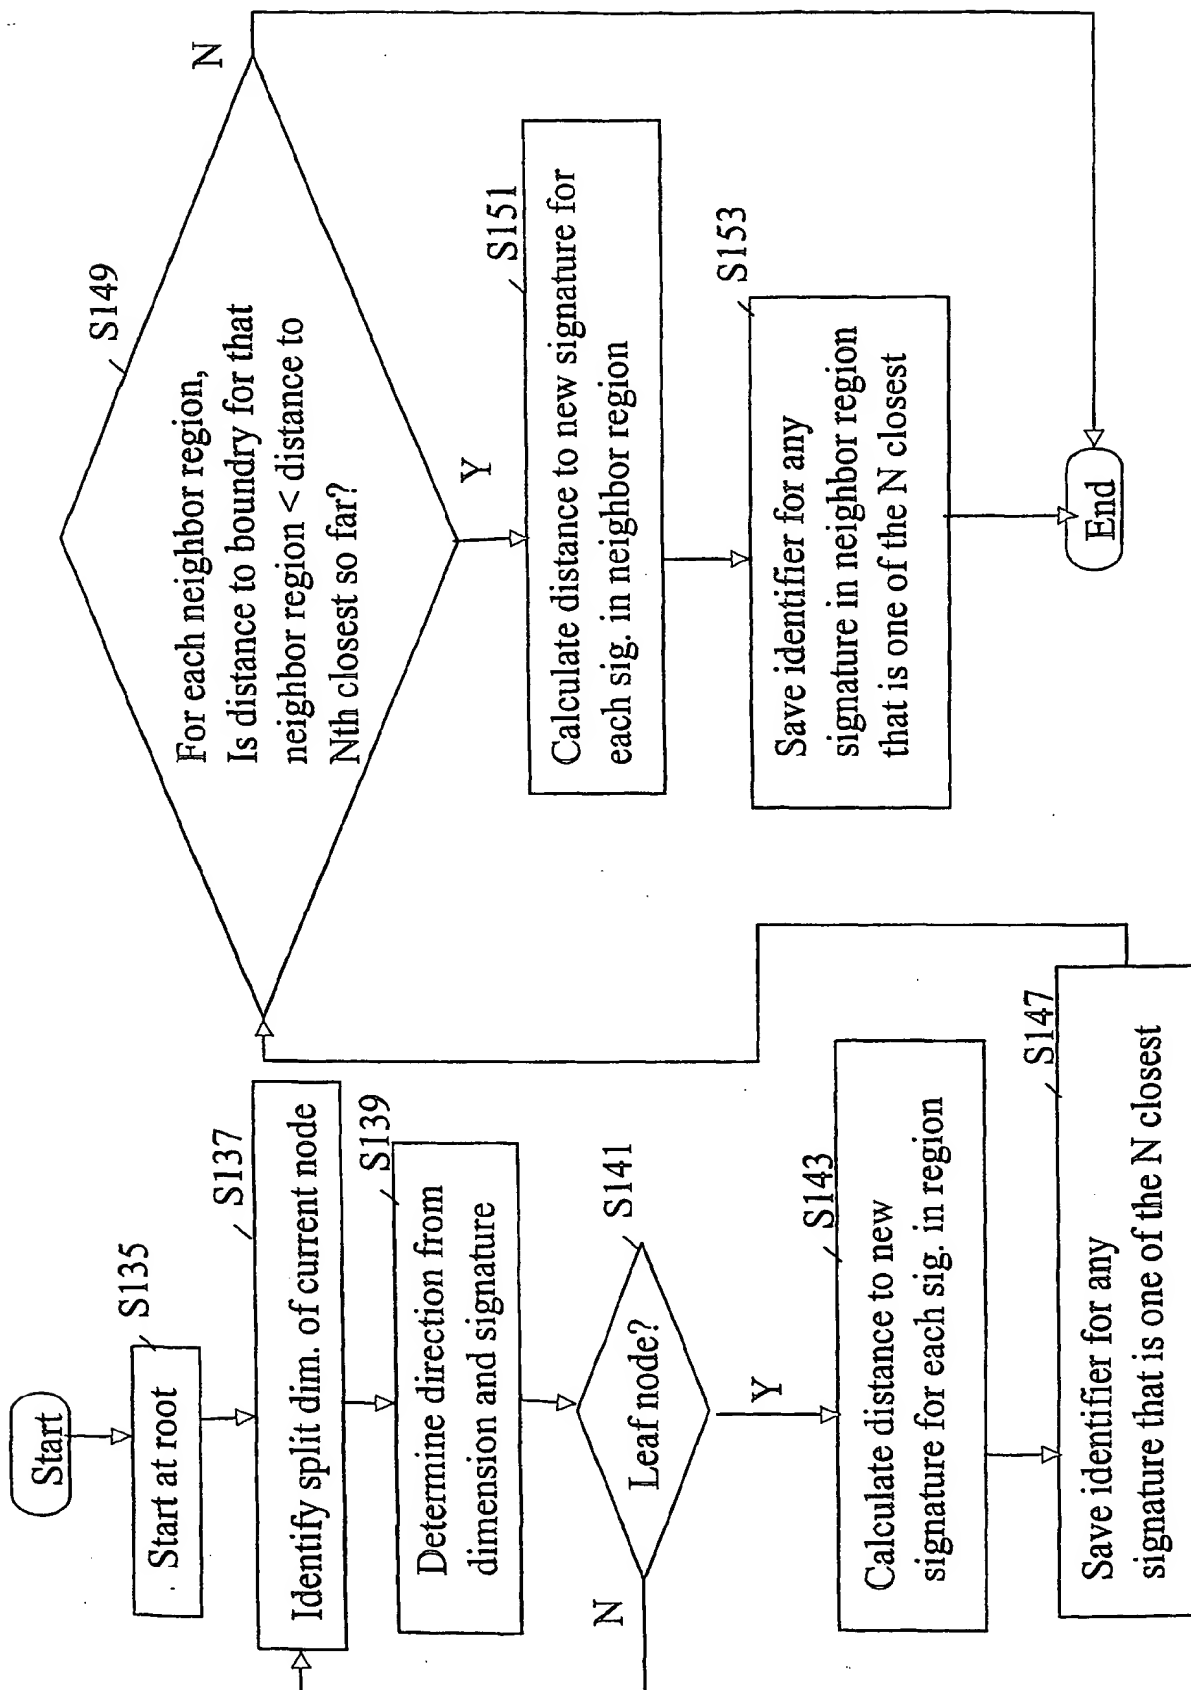 Start
S135
Start at root
S137
Identify split dim. of current node
S139
Determine direction from
dimension and signature
S141
Leaf node?
N
Y
S143
Calculate distance to new
signature for each sig. in region
S147
Save identifier for any
signature that is one of the N closest
S149
For each neighbor region,
Is distance to boundry for that
neighbor region < distance to
Nth closest so far?
N
Y
S151
Calculate distance to new signature for
each sig. in neighbor region
S153
Save identifier for any
signature in neighbor region
that is one of the N closest
End